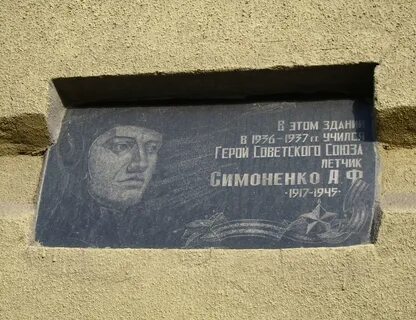 В ЭТОМ ЗДАНИИ
В 1936-1937 гг УЧИЛСЯ
ГЕРОЙ СОВЕТСКОГО СОЮЗА
ЛЕТЧИК
СИМОНЕНКО А Ф
·1917-1945·